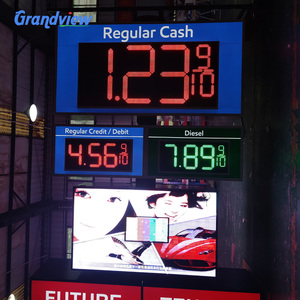 Grandview
Regular Cash
1.23 9/10
Regular Credit / Debit
Diesel
4.56 9/10
7.89 9/10
FUTURE